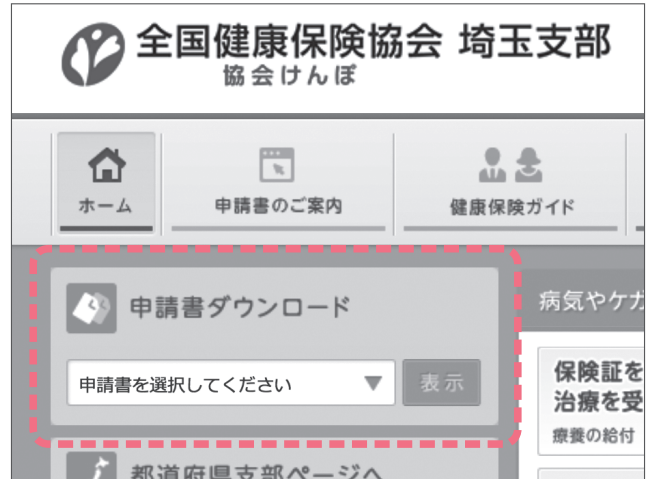 全国健康保険協会 埼玉支部
協会けんぽ
ホーム
申請書のご案内
健康保険ガイド
申請書ダウンロード
申請書を選択してください
表示
都道府県支部ページへ
病気やケガ
保険証を
治療を受
療養の給付